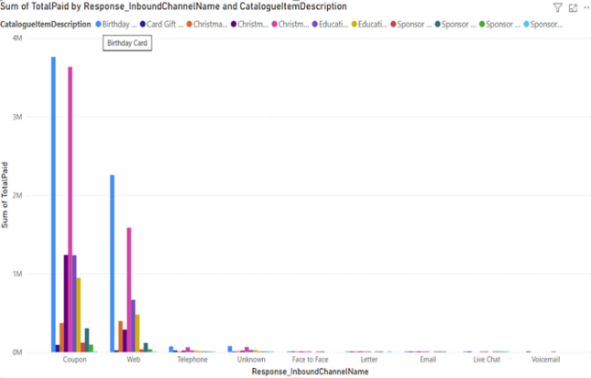 Sum of TotalPaid by Response_InboundChannelName and CatalogueItemDescription
CatalogueItemDescription Birthday ... Card Gift ... Christma... Christm... Christm... Educati... Educati... Sponsor ... Sponsor ... Sponsor ... Sponsor...
Birthday Card
4M
3M
2M
1M
0M
Sum of TotalPaid
Coupon Web Telephone Unknown Face to Face Letter Email Live Chat Voicemail
Response_InboundChannelName